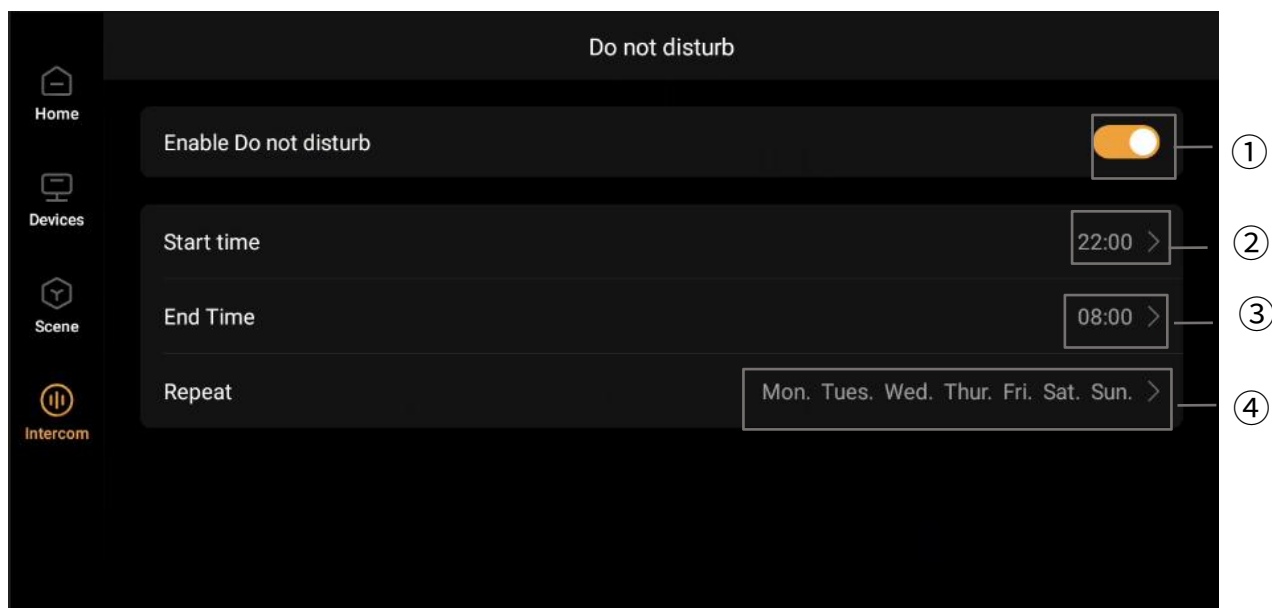 Do not disturb
Home
Enable Do not disturb
①
Devices
Start time
22:00
②
Scene
End Time
08:00
③
Repeat
Mon. Tues. Wed. Thur. Fri. Sat. Sun.
④
Intercom